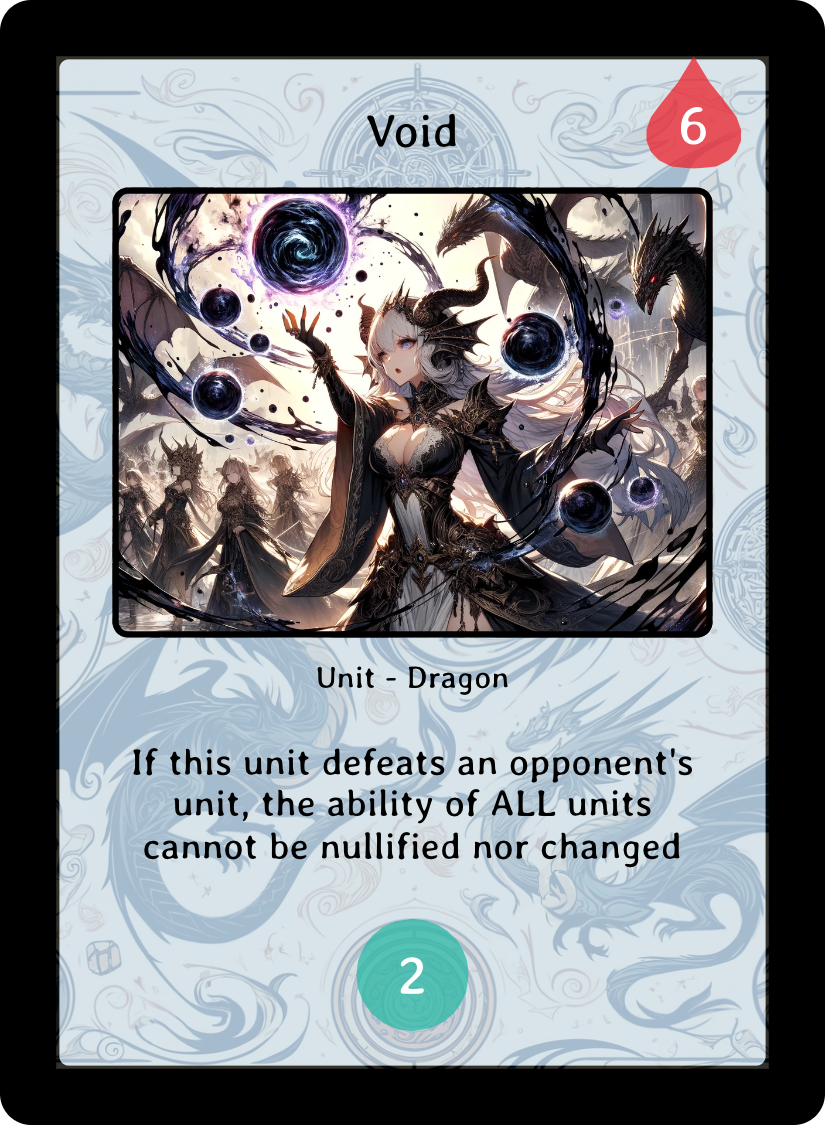 Void
6
Unit - Dragon
If this unit defeats an opponent's
unit, the ability of ALL units
cannot be nullified nor changed
2